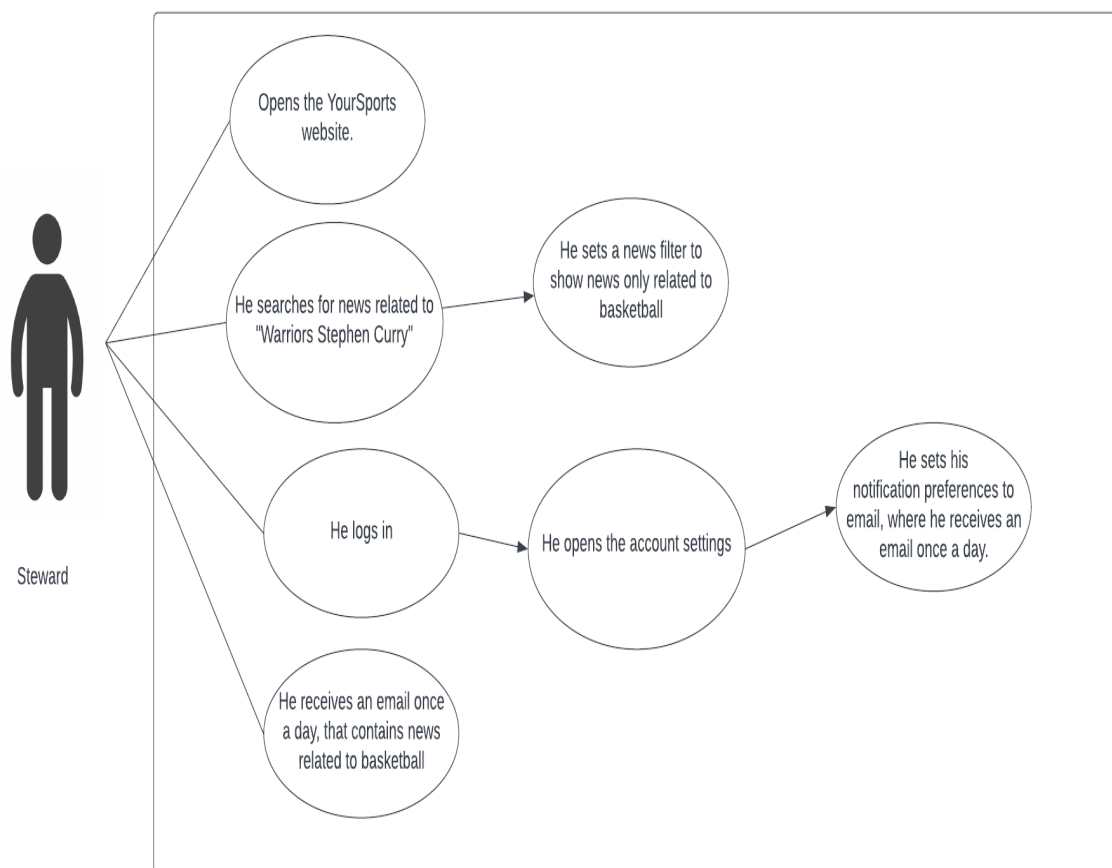 Opens the YourSports
website.
He searches for news related to
"Warriors Stephen Curry"
He sets a news filter to
show news only related to
basketball
He logs in
He opens the account settings
He sets his
notification preferences to
email, where he receives an
email once a day.
He receives an email once
a day, that contains news
related to basketball
Steward